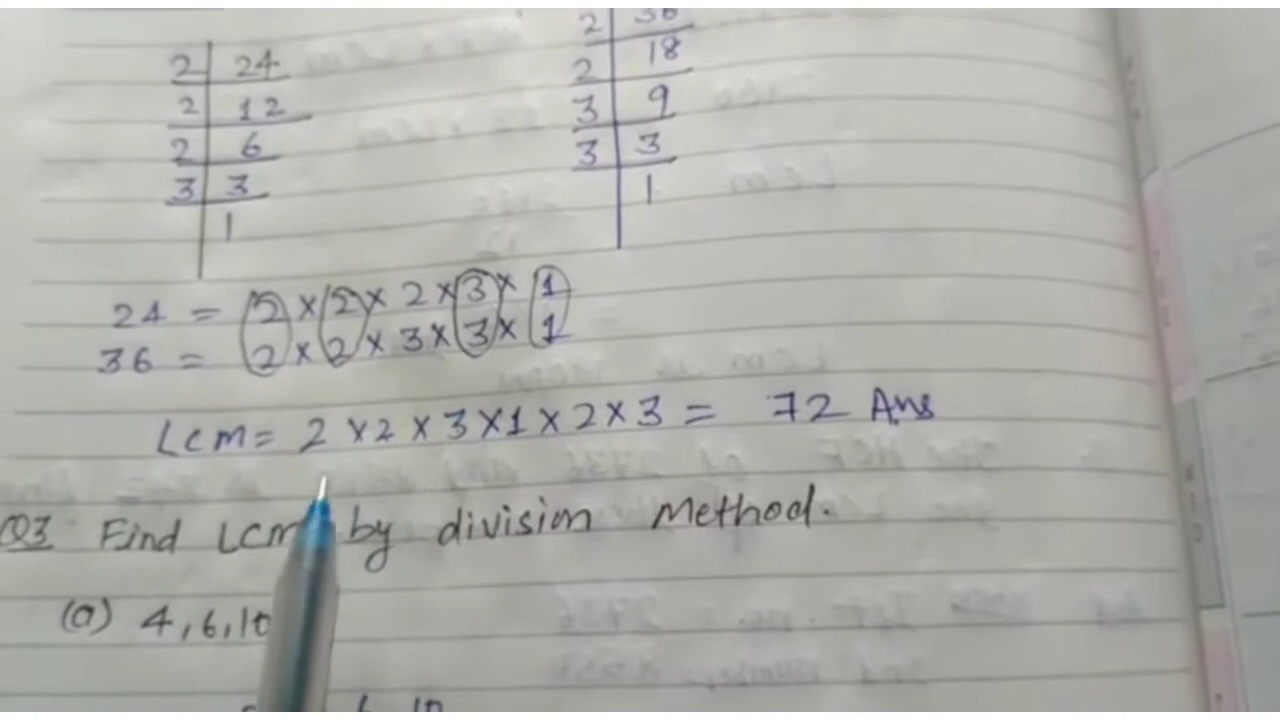 2 36
2 24
2 18
2 12
3 9
2 6
3 3
3 3
1
1
24 = 2 × 2 × 2 × 3 × 1
36 = 2 × 2 × 3 × 3 × 1
Lcm = 2 × 2 × 3 × 1 × 2 × 3 = 72 Ans
Q3 Find LCM by division Method.
(a) 4, 6, 10